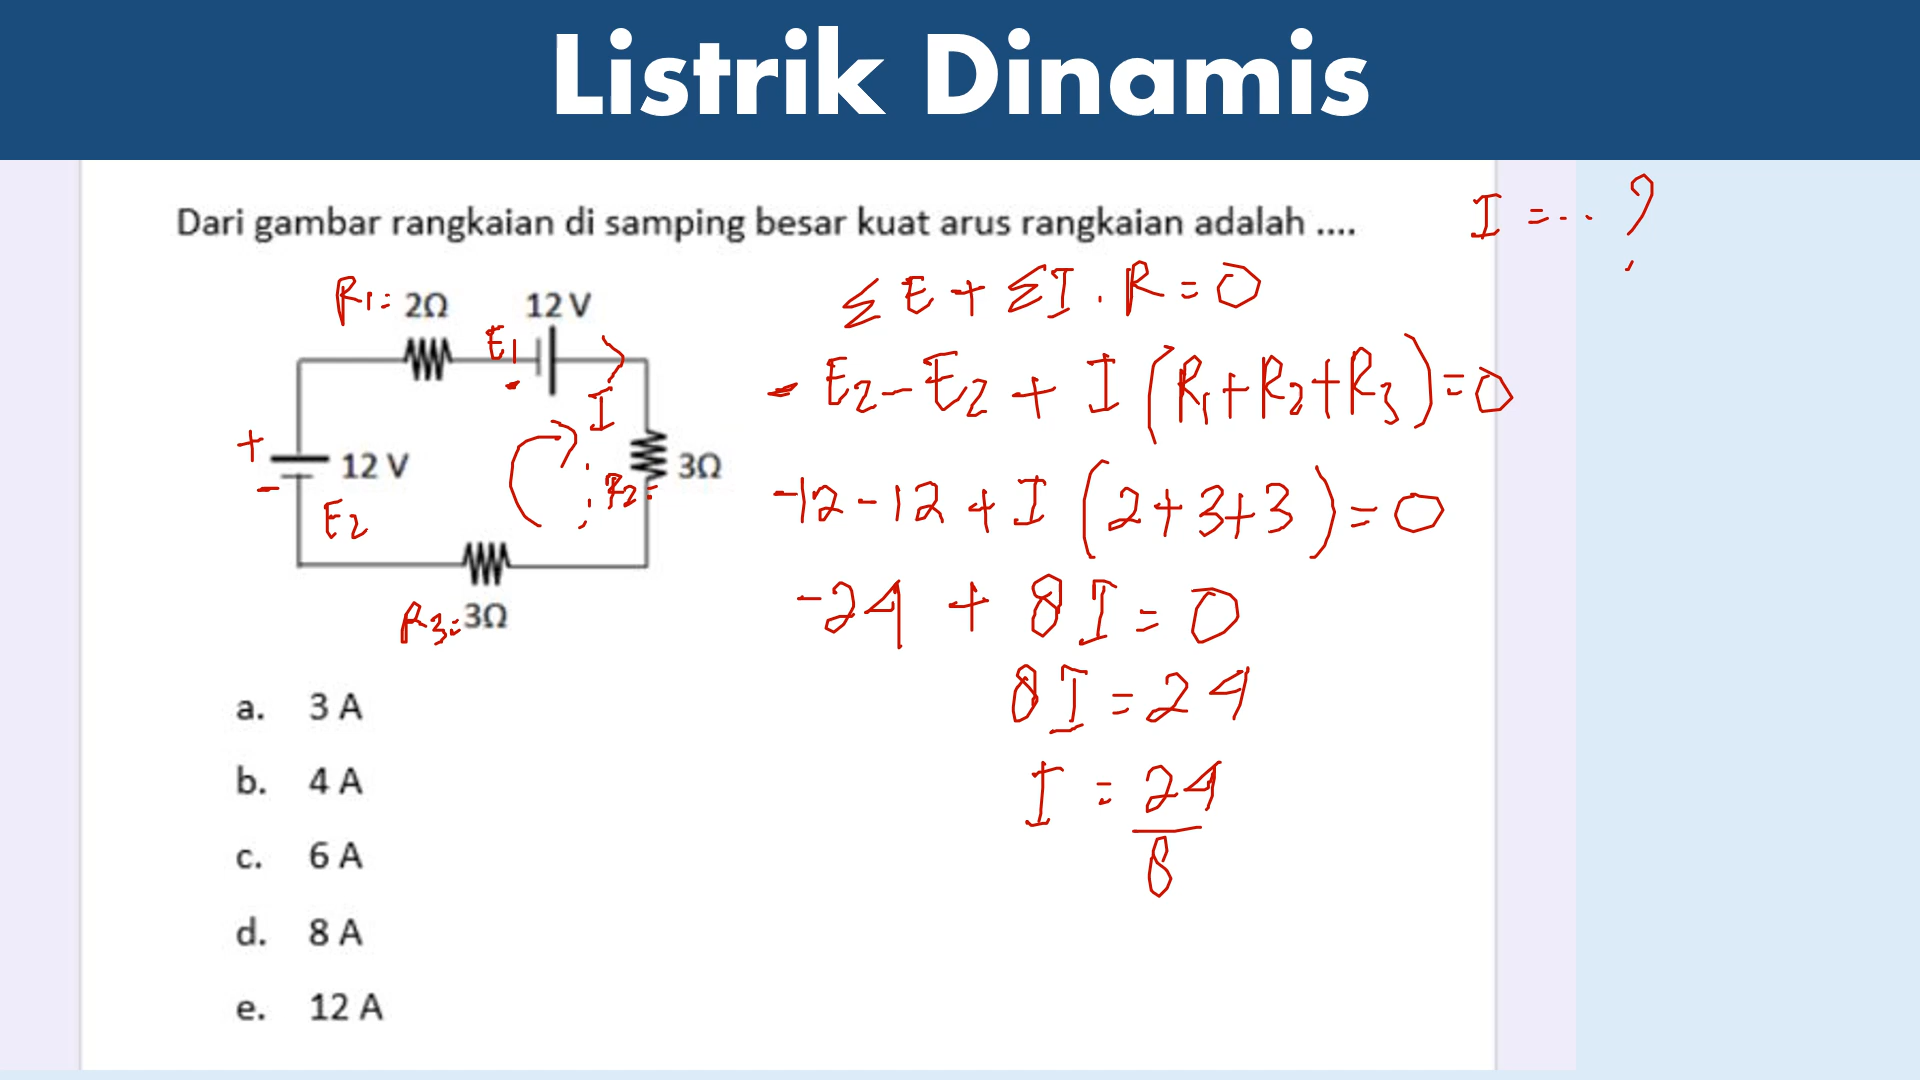 Listrik Dinamis
Dari gambar rangkaian di samping besar kuat arus rangkaian adalah ....
I = .. ?
R1 = 2Ω
12 V
E1
-
I
+
12 V
-
E2
R2 =
3Ω
R3 = 3Ω
ΣE + ΣI . R = 0
- E2 - E2 + I (R1 + R2 + R3) = 0
-12 - 12 + I (2 + 3 + 3) = 0
-24 + 8I = 0
8I = 24
I = 24
8
a. 3 A
b. 4 A
c. 6 A
d. 8 A
e. 12 A